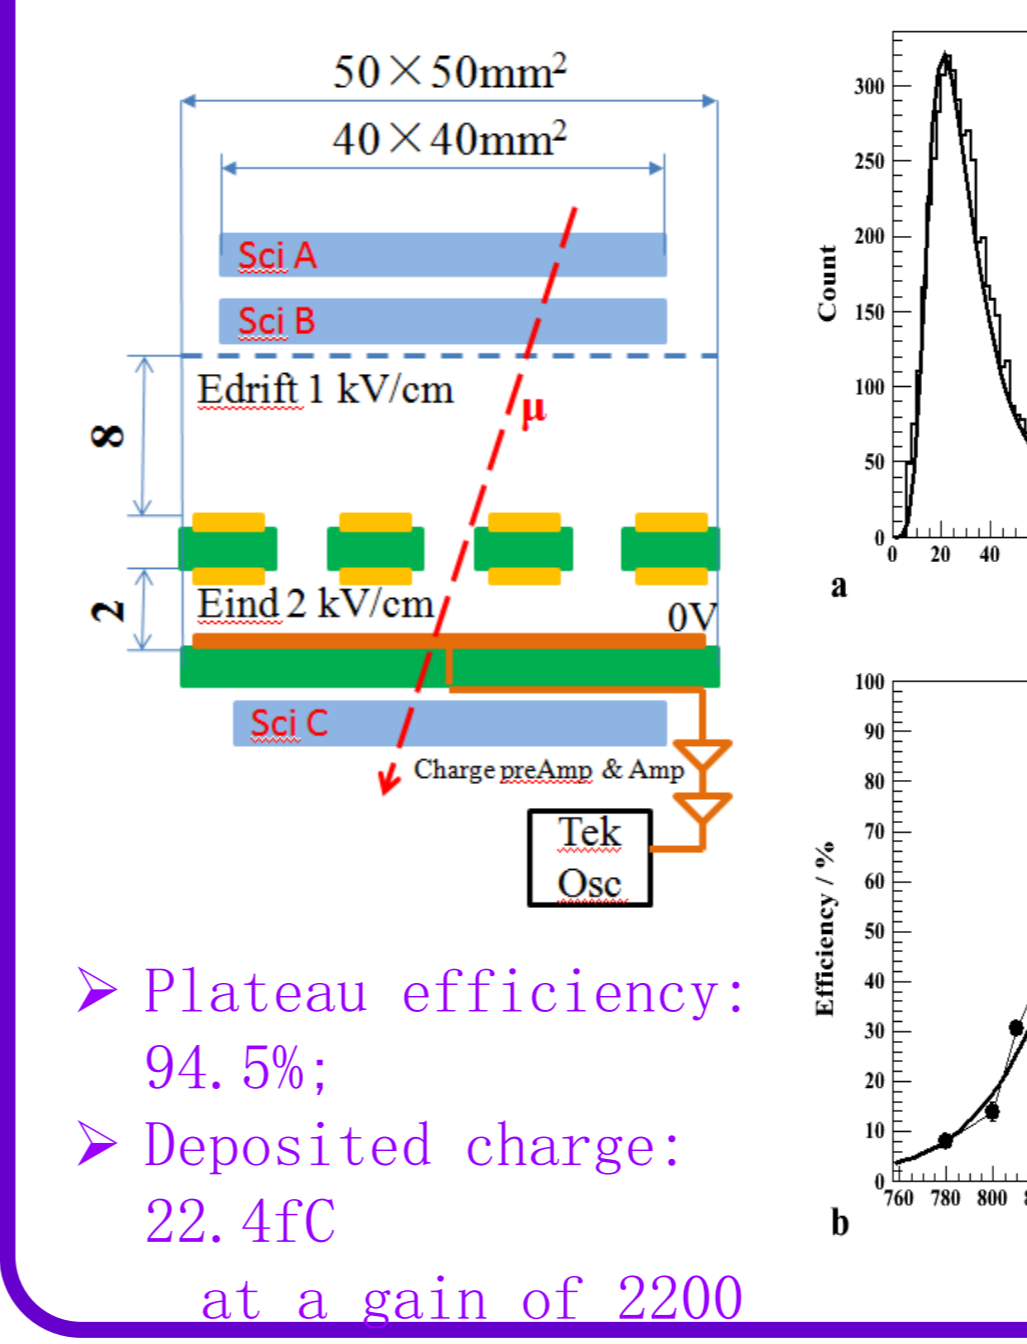 50×50mm²
40×40mm²
Sci A
Sci B
Edrift 1 kV/cm
μ
8
2
Eind 2 kV/cm
0V
Sci C
Charge preAmp & Amp
Tek
Osc
➢ Plateau efficiency:
94.5%;
➢ Deposited charge:
22.4fC
at a gain of 2200
Count
300
250
200
150
100
50
0
0 20 40
a
Efficiency / %
100
90
80
70
60
50
40
30
20
10
0
760 780 800
b